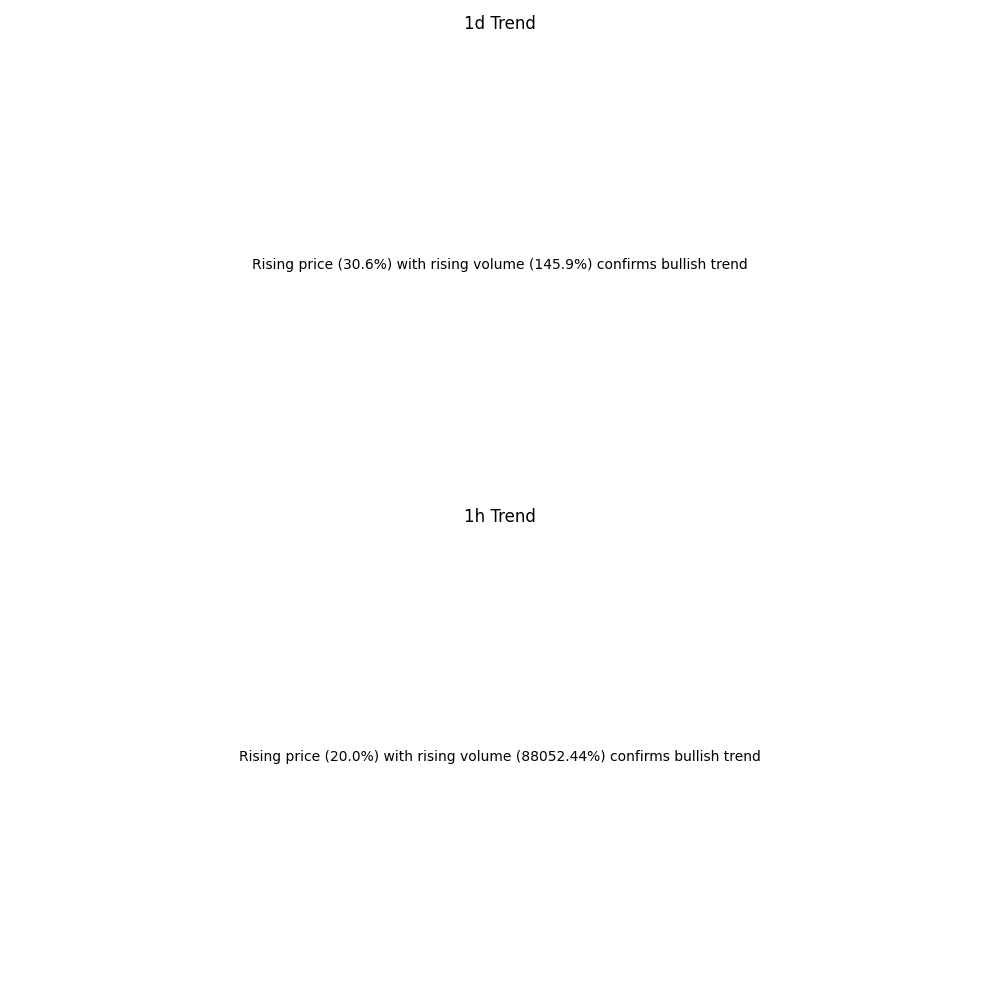 1d Trend
Rising price (30.6%) with rising volume (145.9%) confirms bullish trend
1h Trend
Rising price (20.0%) with rising volume (88052.44%) confirms bullish trend